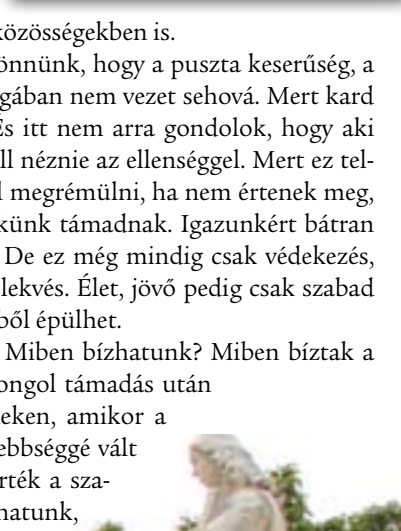 közösségekben is.
önnünk, hogy a puszta keserűség, a
gában nem vezet sehová. Mert kard
És itt nem arra gondolok, hogy aki
ll néznie az ellenséggel. Mert ez tel-
l megrémülni, ha nem értenek meg,
künk támadnak. Igazunkért bátran
De ez még mindig csak védekezés,
lekvés. Élet, jövő pedig csak szabad
ből épülhet.
Miben bízhatunk? Miben bíztak a
ongol támadás után
eken, amikor a
ebbséggé vált
rték a sza-
hatunk,